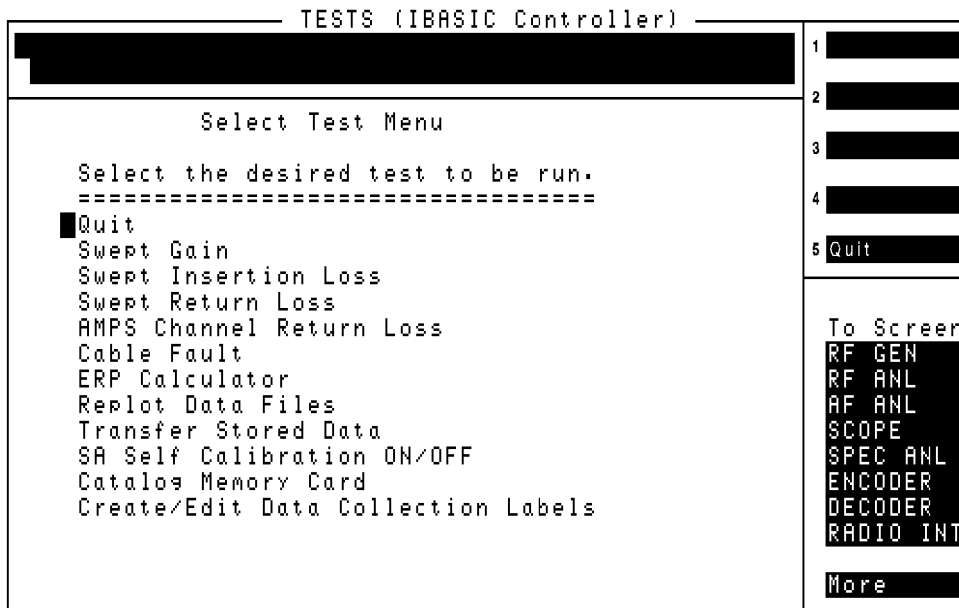 TESTS (IBASIC Controller)
Select Test Menu
Select the desired test to be run.
==================================
Quit
Swept Gain
Swept Insertion Loss
Swept Return Loss
AMPS Channel Return Loss
Cable Fault
ERP Calculator
Replot Data Files
Transfer Stored Data
SA Self Calibration ON/OFF
Catalog Memory Card
Create/Edit Data Collection Labels
1
2
3
4
5 Quit
To Screen
RF GEN
RF ANL
AF ANL
SCOPE
SPEC ANL
ENCODER
DECODER
RADIO INT
More